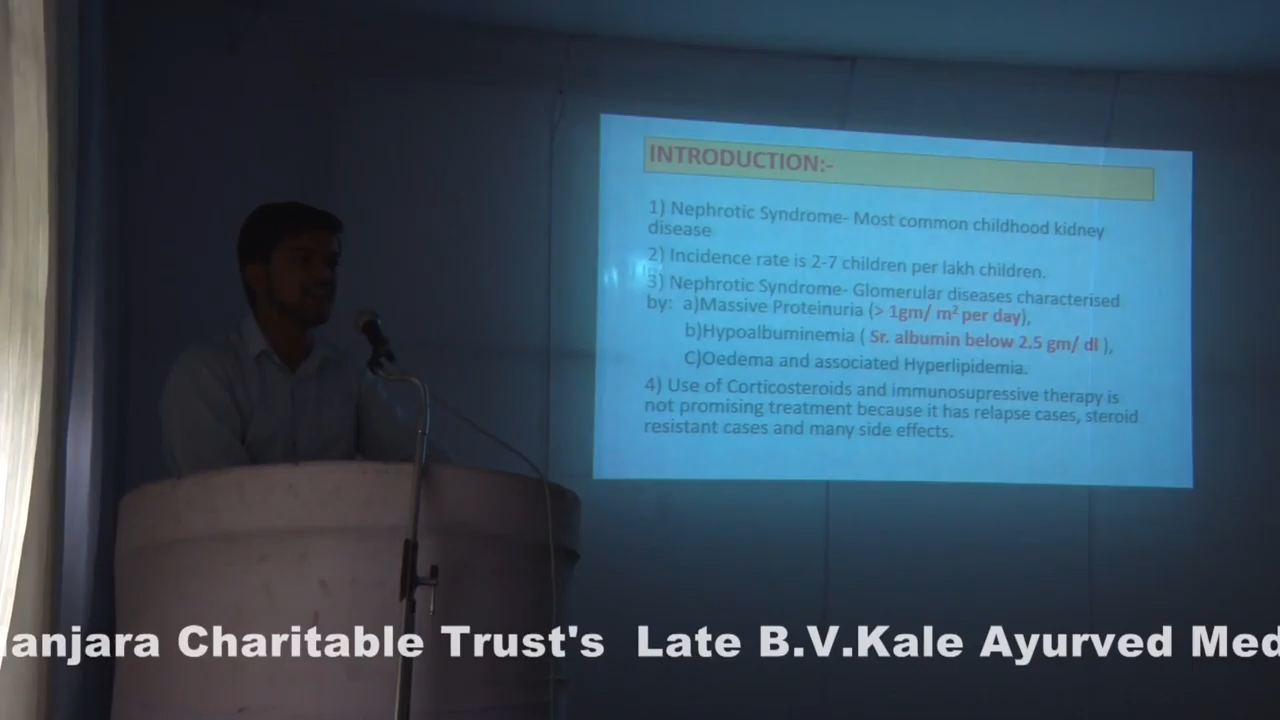 INTRODUCTION:-
1) Nephrotic Syndrome- Most common childhood kidney
disease
2) Incidence rate is 2-7 children per lakh children.
3) Nephrotic Syndrome- Glomerular diseases characterised
by: a)Massive Proteinuria (> 1gm/ m² per day),
b)Hypoalbuminemia ( Sr. albumin below 2.5 gm/ dl ),
C)Oedema and associated Hyperlipidemia.
4) Use of Corticosteroids and immunosupressive therapy is
not promising treatment because it has relapse cases, steroid
resistant cases and many side effects.
anjara Charitable Trust's Late B.V.Kale Ayurved Med